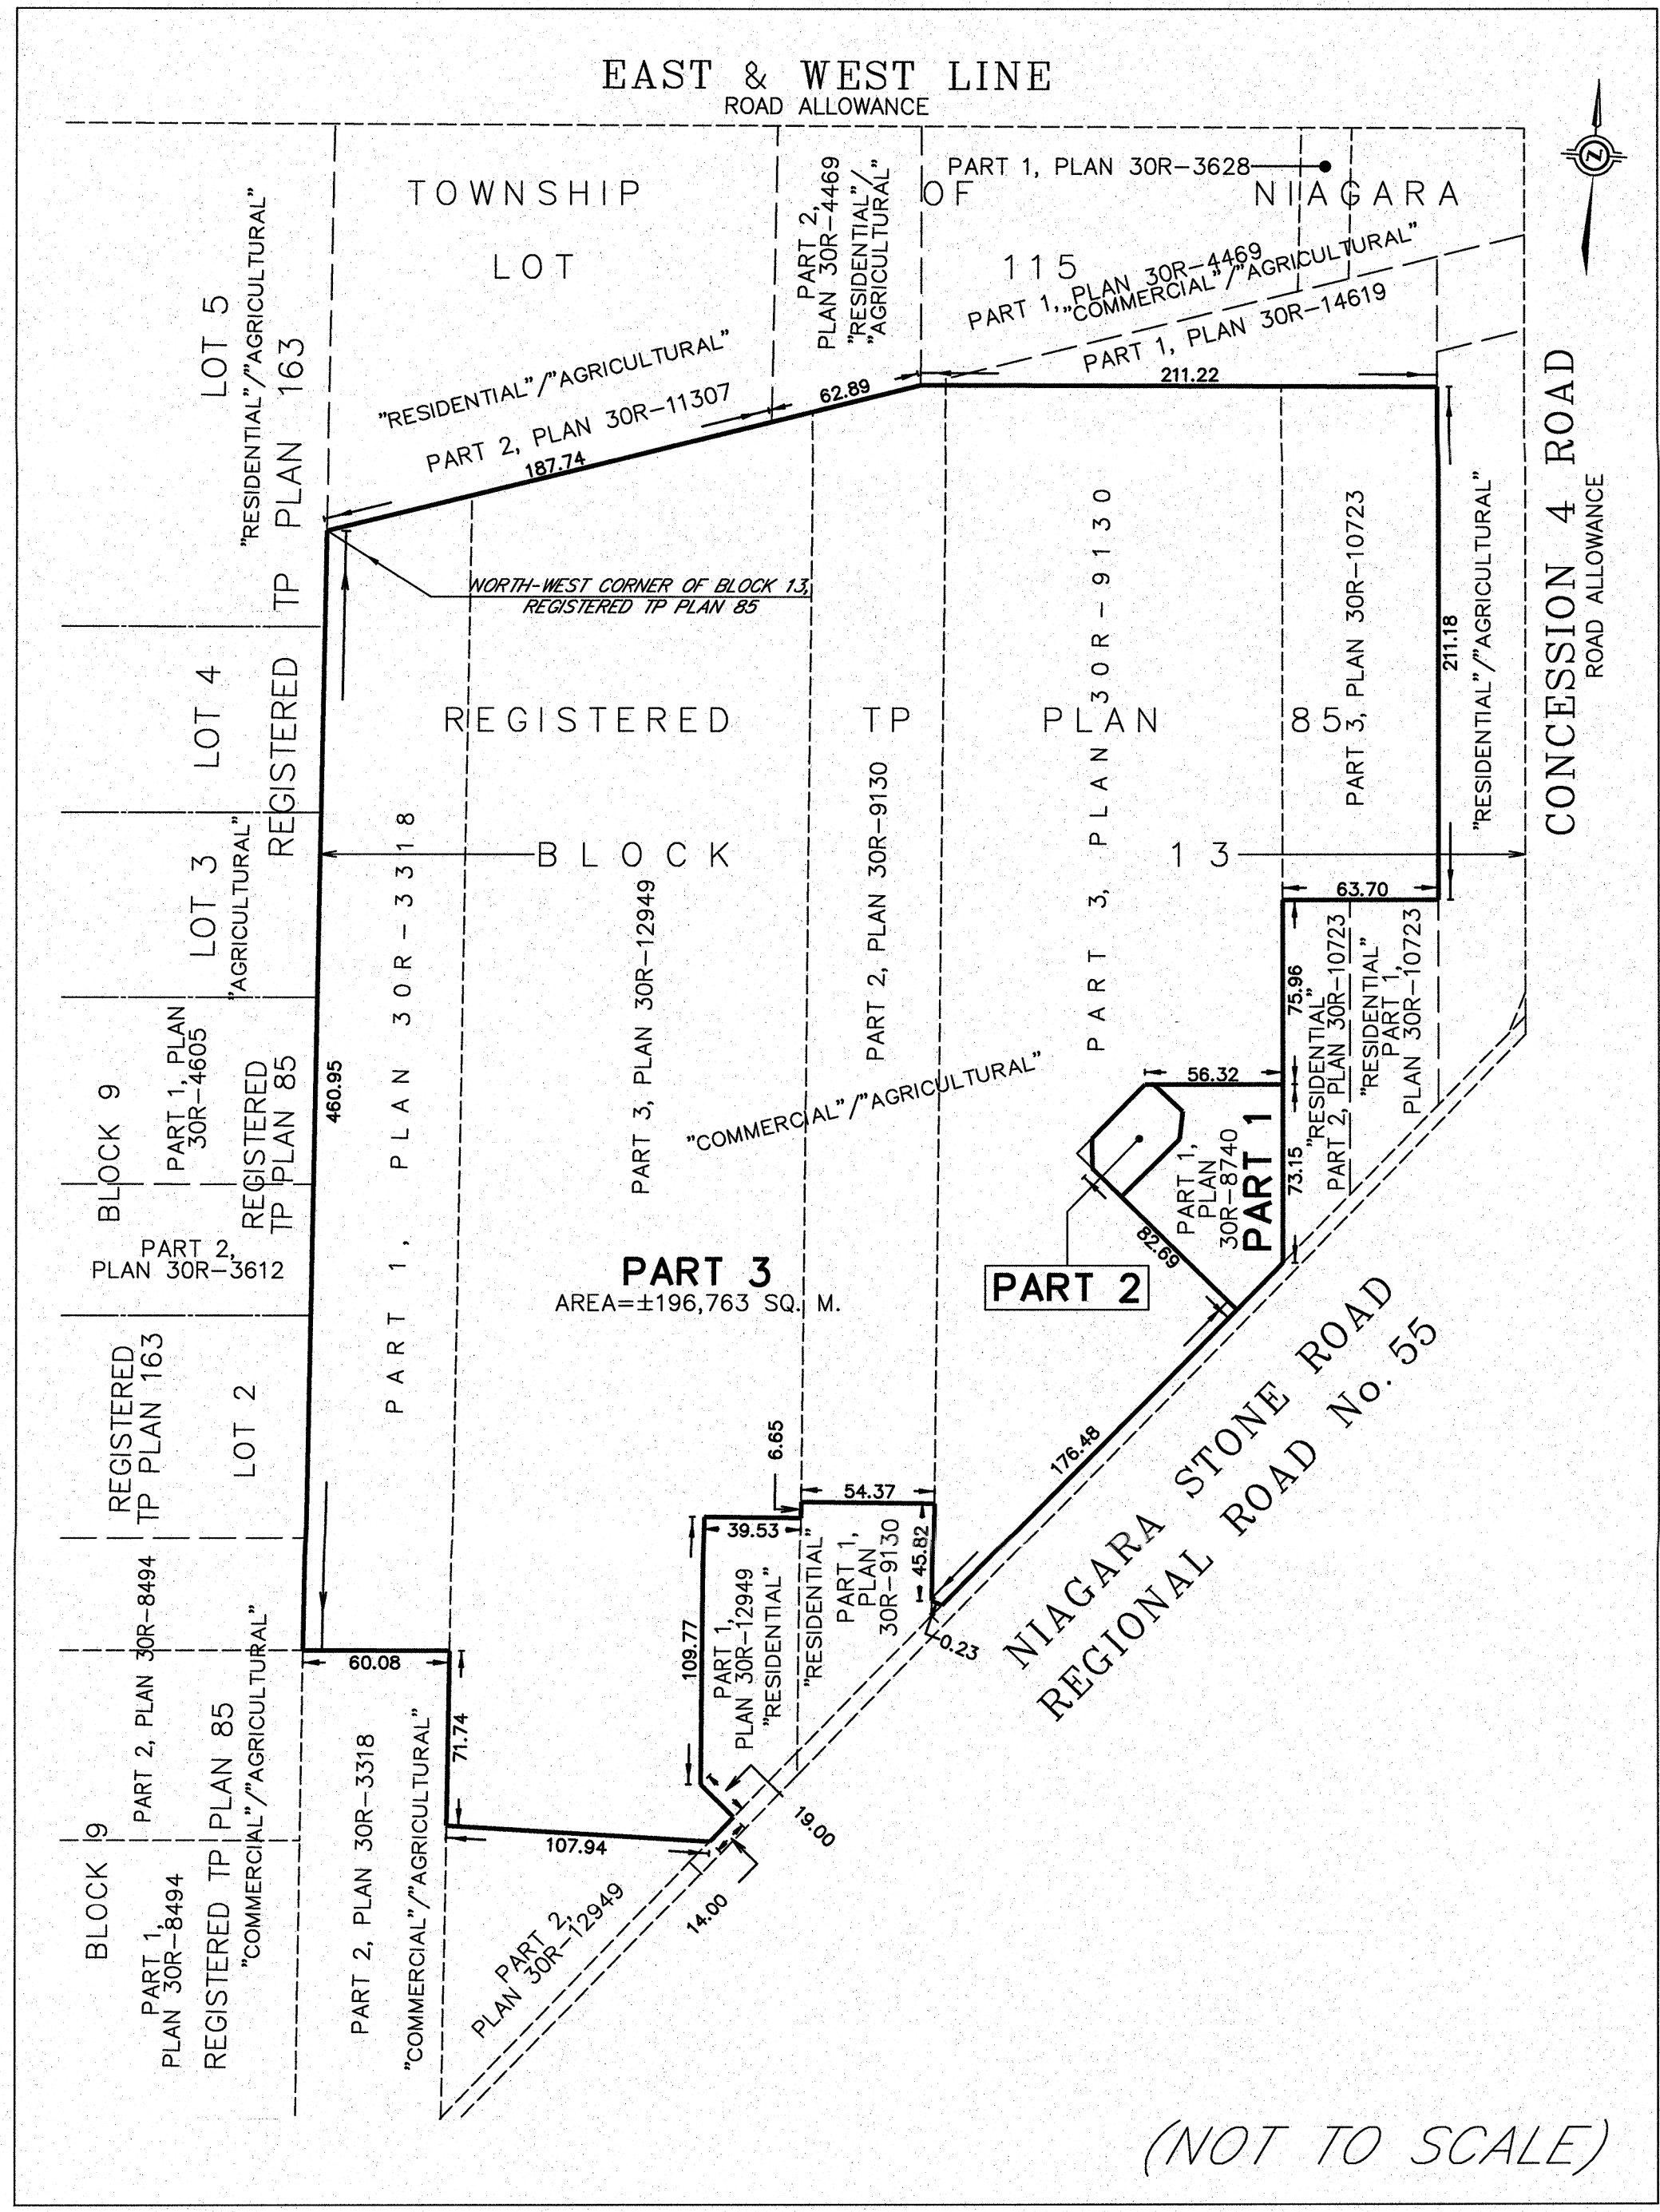 EAST & WEST LINE
ROAD ALLOWANCE
TOWNSHIP OF NIAGARA
LOT 115
PART 1, PLAN 30R-3628
PART 2,
PLAN 30R-4469
"RESIDENTIAL"/
"AGRICULTURAL"
PART 1, PLAN 30R-4469
"COMMERCIAL"/"AGRICULTURAL"
PART 1, PLAN 30R-14619
211.22
"RESIDENTIAL"/"AGRICULTURAL"
PART 2, PLAN 30R-11307
187.74
62.89
N
LOT 5
"RESIDENTIAL"/"AGRICULTURAL"
REGISTERED TP PLAN 163
LOT 4
LOT 3
"AGRICULTURAL"
NORTH-WEST CORNER OF BLOCK 13,
REGISTERED TP PLAN 85
REGISTERED TP PLAN 85
BLOCK 13
PART 1, PLAN 30R-3318
PART 3, PLAN 30R-12949
PART 2, PLAN 30R-9130
PART 3, PLAN 30R-9130
PART 3, PLAN 30R-10723
211.18
"RESIDENTIAL"/"AGRICULTURAL"
CONCESSION 4 ROAD
ROAD ALLOWANCE
63.70
75.96
"RESIDENTIAL"
PART 2, PLAN 30R-10723
"RESIDENTIAL"
PART 1,
PLAN 30R-10723
460.95
BLOCK 9
PART 1, PLAN
30R-4605
REGISTERED
TP PLAN 85
PART 2,
PLAN 30R-3612
"COMMERCIAL"/"AGRICULTURAL"
56.32
73.15
PART 1,
PLAN
30R-8740
PART 1
82.69
PART 2
PART 3
AREA=±196,763 SQ. M.
REGISTERED
TP PLAN 163
LOT 2
176.48
NIAGARA STONE ROAD
REGIONAL ROAD No. 55
6.65
54.37
39.53
45.82
0.23
PART 1,
PLAN
30R-9130
"RESIDENTIAL"
PART 1,
PLAN 30R-12949
"RESIDENTIAL"
109.77
60.08
71.74
107.94
19.00
14.00
PART 2, PLAN 30R-8494
BLOCK 9
PART 1,
PLAN 30R-8494
REGISTERED TP PLAN 85
"COMMERCIAL"/"AGRICULTURAL"
PART 2, PLAN 30R-3318
"COMMERCIAL"/"AGRICULTURAL"
PART 2,
PLAN 30R-12949
(NOT TO SCALE)